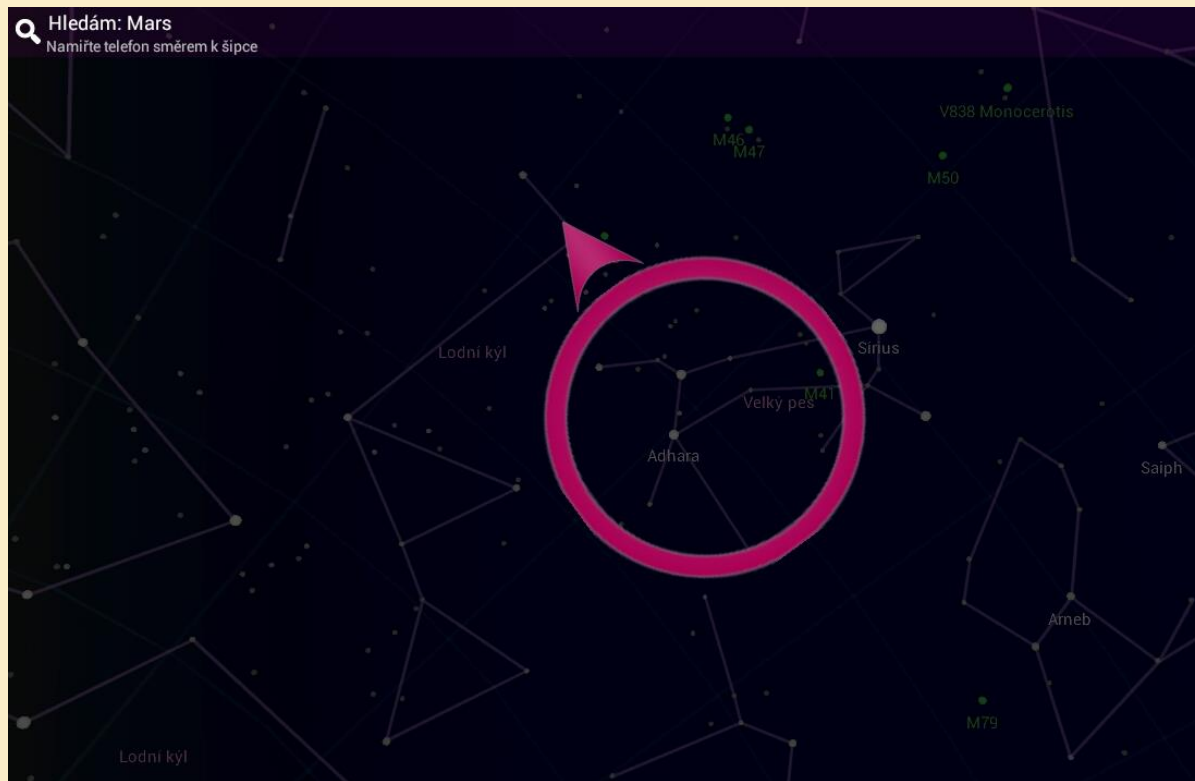 Hledám: Mars
Namiřte telefon směrem k šipce
V838 Monocerotis
M46
M47
M50
Sírius
Lodní kýl
M41
Velký pes
Adhara
Saiph
Arneb
M79
Lodní kýl